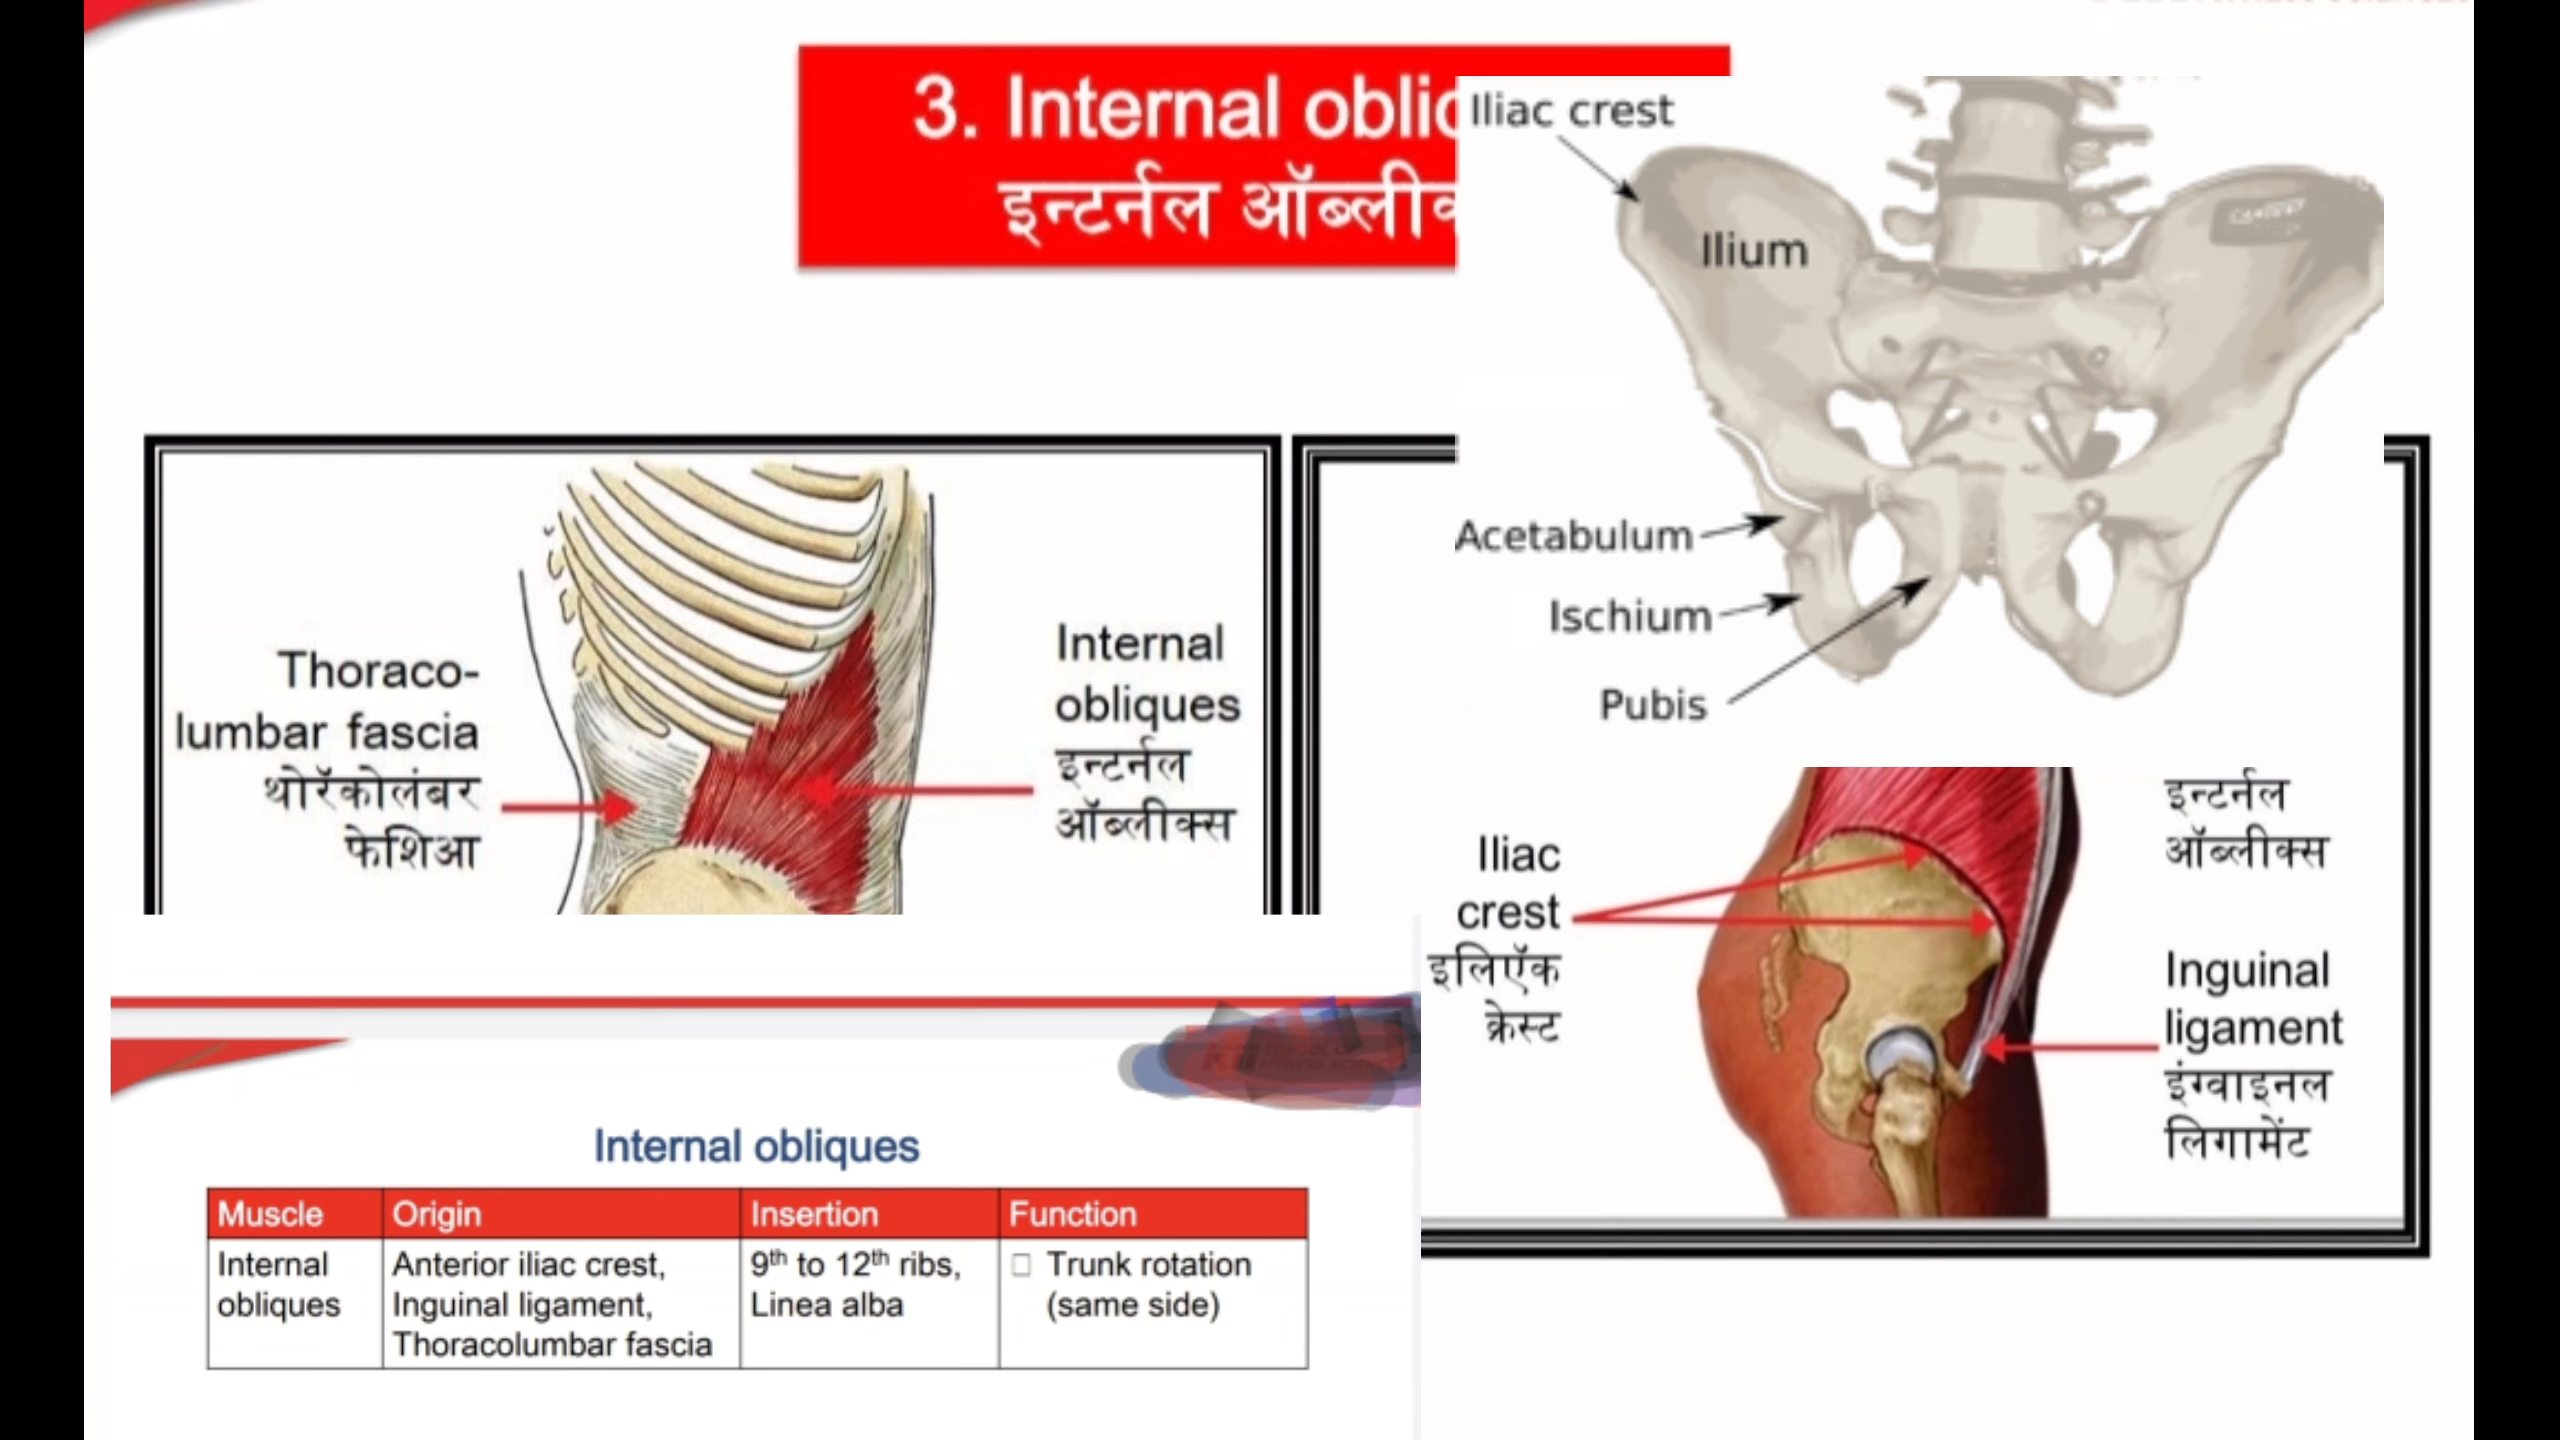 3. Internal obliq
इन्टर्नल ऑब्लीक
Iliac crest
Ilium
Acetabulum
Ischium
Pubis
Thoraco-
lumbar fascia
थोरॅकोलंबर
फेशिआ
Internal
obliques
इन्टर्नल
ऑब्लीक्स
इन्टर्नल
ऑब्लीक्स
Iliac
crest
इलिऍक
क्रेस्ट
Inguinal
ligament
इंग्वाइनल
लिगामेंट
Internal obliques
Muscle Origin Insertion Function
Internal obliques Anterior iliac crest, Inguinal ligament, Thoracolumbar fascia 9th to 12th ribs, Linea alba Trunk rotation (same side)